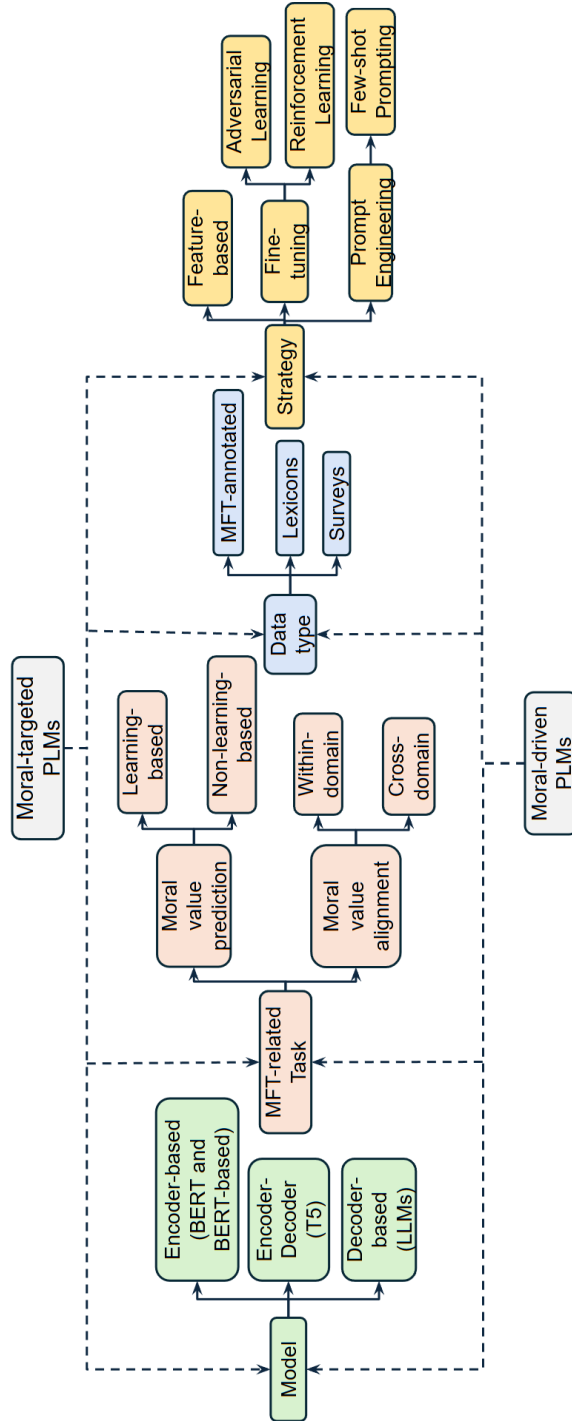 Moral-targeted
PLMs
Model
Encoder-based
(BERT and
BERT-based)
Encoder-
Decoder
(T5)
Decoder-
based
(LLMs)
MFT-related
Task
Moral
value
prediction
Learning-
based
Non-learning-
based
Moral
value
alignment
Within-
domain
Cross-
domain
Data
type
MFT-annotated
Lexicons
Surveys
Strategy
Feature-
based
Fine-
tuning
Adversarial
Learning
Reinforcement
Learning
Prompt
Engineering
Few-shot
Prompting
Moral-driven
PLMs